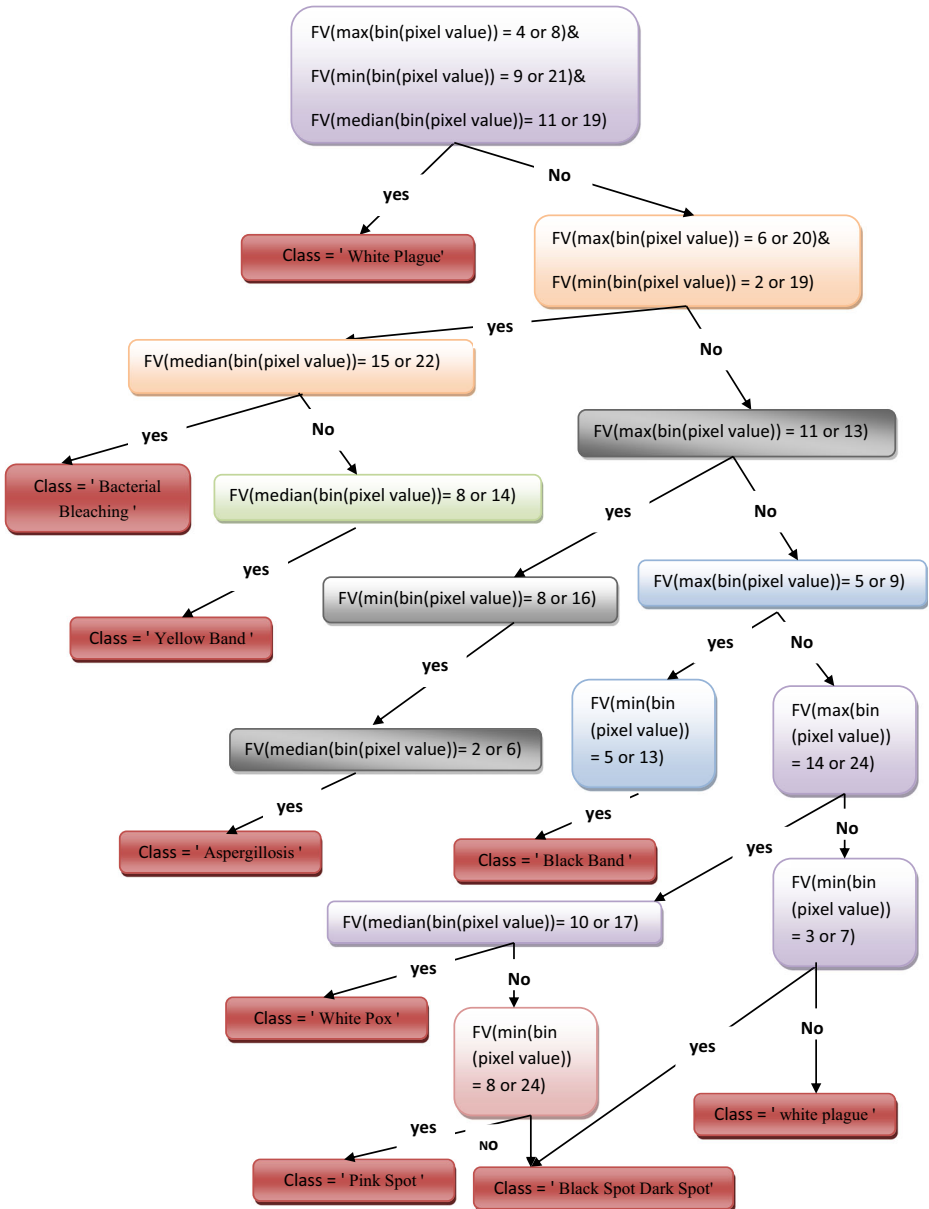 FV(max(bin(pixel value)) = 4 or 8)&
FV(min(bin(pixel value)) = 9 or 21)&
FV(median(bin(pixel value))= 11 or 19)
yes
No
Class = ' White Plague'
FV(max(bin(pixel value)) = 6 or 20)&
FV(min(bin(pixel value)) = 2 or 19)
yes
No
FV(median(bin(pixel value))= 15 or 22)
yes
No
FV(max(bin(pixel value)) = 11 or 13)
Class = ' Bacterial
Bleaching '
FV(median(bin(pixel value))= 8 or 14)
yes
No
yes
FV(min(bin(pixel value))= 8 or 16)
FV(max(bin(pixel value))= 5 or 9)
Class = ' Yellow Band '
yes
yes
No
FV(min(bin
(pixel value))
= 5 or 13)
FV(max(bin
(pixel value))
= 14 or 24)
FV(median(bin(pixel value))= 2 or 6)
yes
yes
No
Class = ' Aspergillosis '
Class = ' Black Band '
yes
FV(min(bin
(pixel value))
= 3 or 7)
FV(median(bin(pixel value))= 10 or 17)
yes
No
Class = ' White Pox '
FV(min(bin
(pixel value))
= 8 or 24)
yes
No
Class = ' white plague '
yes
No
Class = ' Pink Spot '
Class = ' Black Spot Dark Spot'